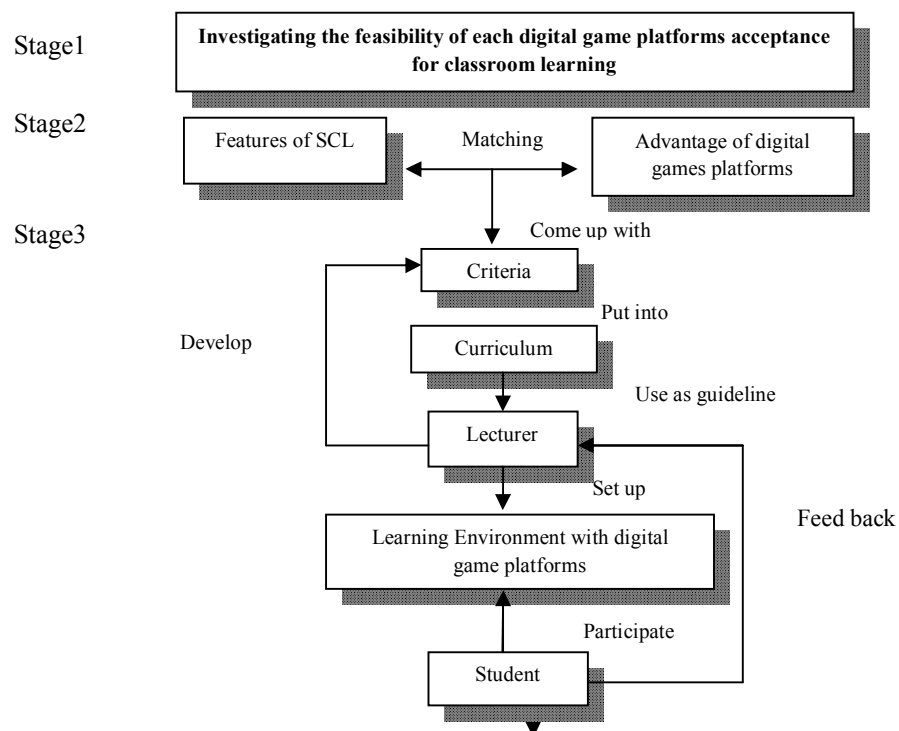 Stage1
Investigating the feasibility of each digital game platforms acceptance
for classroom learning
Stage2
Features of SCL
Matching
Advantage of digital
games platforms
Stage3
Come up with
Criteria
Put into
Develop
Curriculum
Use as guideline
Lecturer
Set up
Feed back
Learning Environment with digital
game platforms
Participate
Student